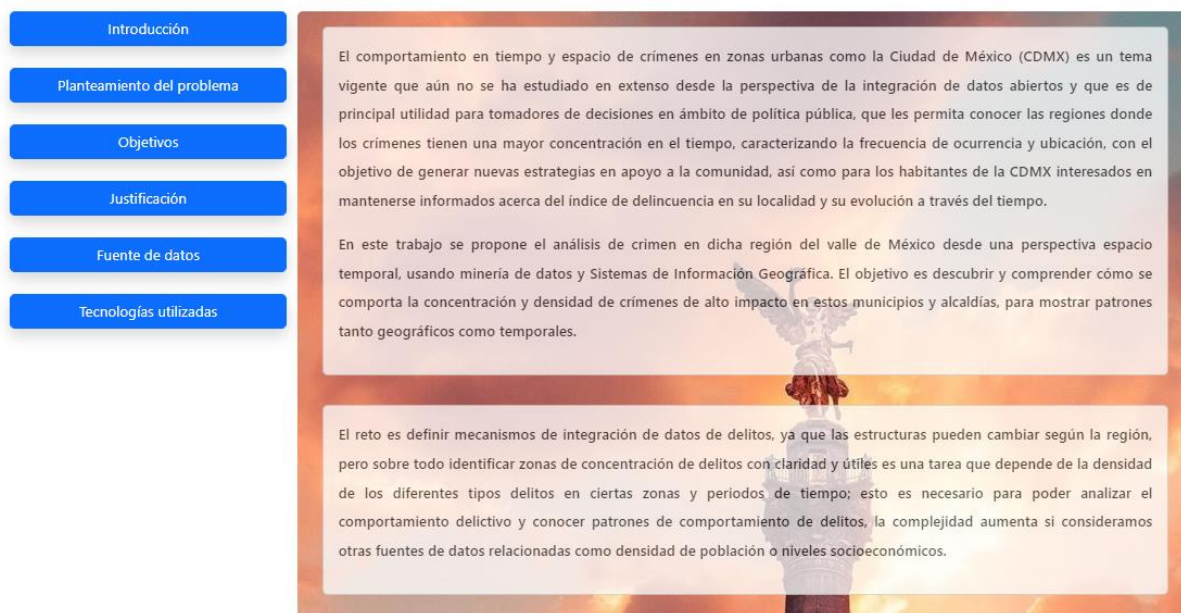 Introducción
Planteamiento del problema
Objetivos
Justificación
Fuente de datos
Tecnologías utilizadas
El comportamiento en tiempo y espacio de crímenes en zonas urbanas como la Ciudad de México (CDMX) es un tema
vigente que aún no se ha estudiado en extenso desde la perspectiva de la integración de datos abiertos y que es de
principal utilidad para tomadores de decisiones en ámbito de política pública, que les permita conocer las regiones donde
los crímenes tienen una mayor concentración en el tiempo, caracterizando la frecuencia de ocurrencia y ubicación, con el
objetivo de generar nuevas estrategias en apoyo a la comunidad, así como para los habitantes de la CDMX interesados en
mantenerse informados acerca del índice de delincuencia en su localidad y su evolución a través del tiempo.
En este trabajo se propone el análisis de crimen en dicha región del valle de México desde una perspectiva espacio
temporal, usando minería de datos y Sistemas de Información Geográfica. El objetivo es descubrir y comprender cómo se
comporta la concentración y densidad de crímenes de alto impacto en estos municipios y alcaldías, para mostrar patrones
tanto geográficos como temporales.
El reto es definir mecanismos de integración de datos de delitos, ya que las estructuras pueden cambiar según la región,
pero sobre todo identificar zonas de concentración de delitos con claridad y útiles es una tarea que depende de la densidad
de los diferentes tipos delitos en ciertas zonas y periodos de tiempo; esto es necesario para poder analizar el
comportamiento delictivo y conocer patrones de comportamiento de delitos, la complejidad aumenta si consideramos
otras fuentes de datos relacionadas como densidad de población o niveles socioeconómicos.